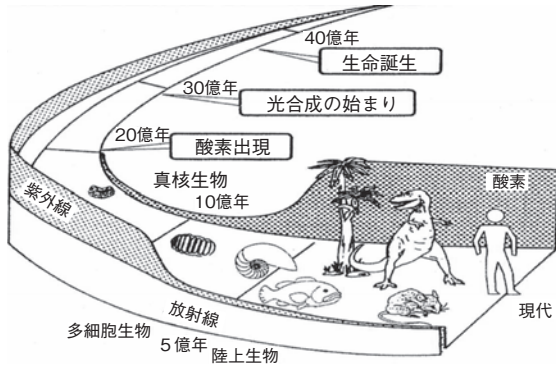 40億年
生命誕生
30億年
光合成の始まり
20億年
酸素出現
真核生物
10億年
酸素
紫外線
放射線
多細胞生物
5億年
陸上生物
現代